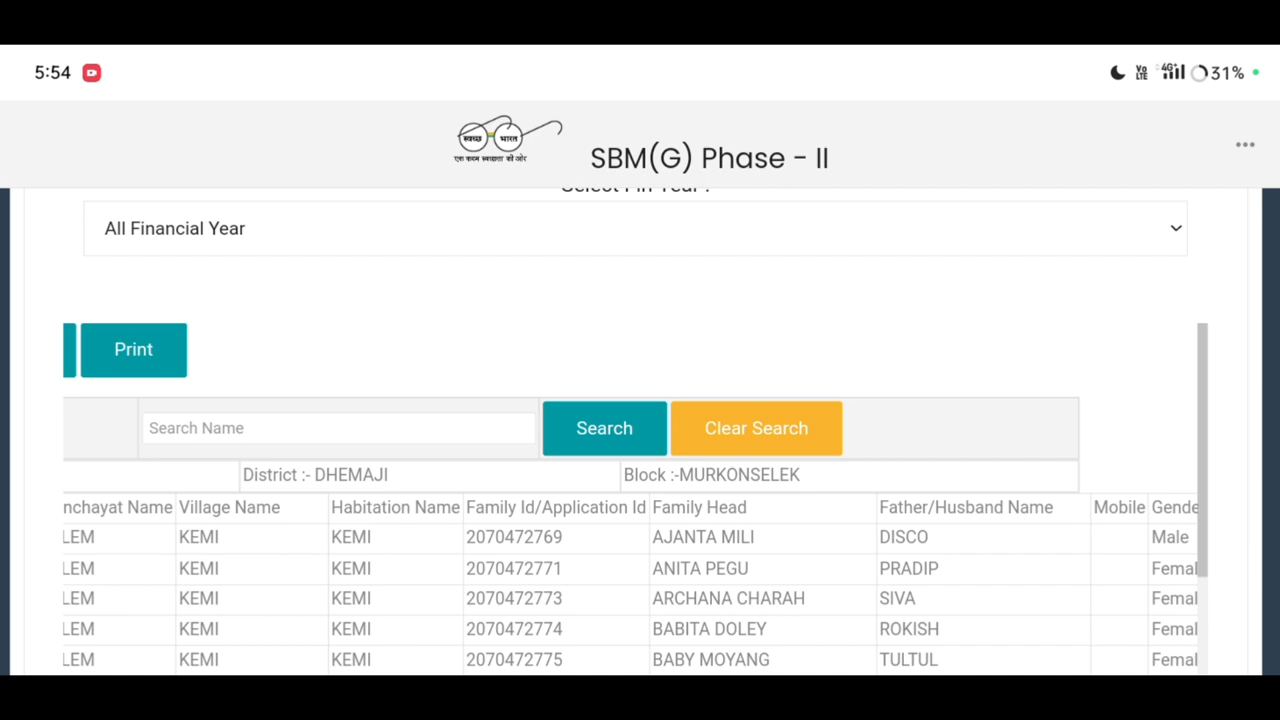 5:54 Vo LTE 4G+ 31%
स्वच्छ भारत
एक कदम स्वच्छता की ओर
SBM(G) Phase - II
All Financial Year
Print
Search Name Search Clear Search
District :- DHEMAJI Block :-MURKONSELEK
nchayat Name Village Name Habitation Name Family Id/Application Id Family Head Father/Husband Name Mobile Gende
LEM KEMI KEMI 2070472769 AJANTA MILI DISCO Male
LEM KEMI KEMI 2070472771 ANITA PEGU PRADIP Femal
LEM KEMI KEMI 2070472773 ARCHANA CHARAH SIVA Femal
LEM KEMI KEMI 2070472774 BABITA DOLEY ROKISH Femal
LEM KEMI KEMI 2070472775 BABY MOYANG TULTUL Femal